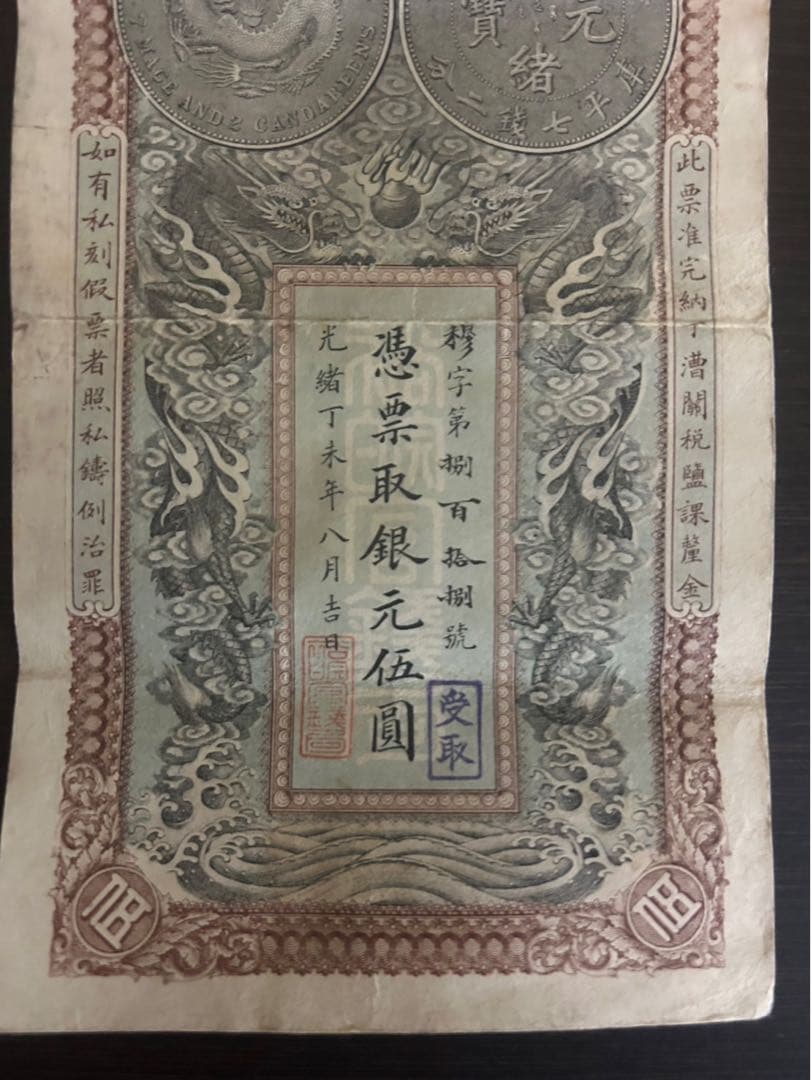 7 MACE AND 2 CANDAREENS
元
緒
寶
庫平七錢二分
此票准完納丁漕關税鹽課釐金
穆字第捌百拾捌號
憑票取銀元伍圓
光緒丁未年八月吉日
如有私刻假票者照私鑄例治罪
受取
伍
伍